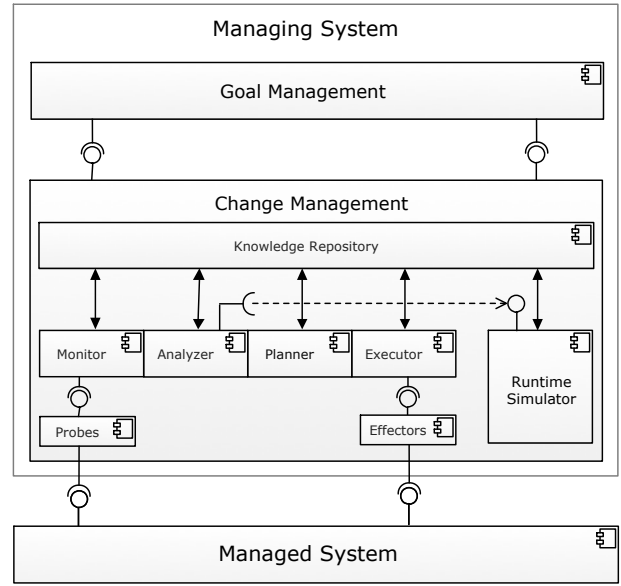 Managing System
Goal Management
Change Management
Knowledge Repository
Monitor
Analyzer
Planner
Executor
Runtime
Simulator
Probes
Effectors
Managed System